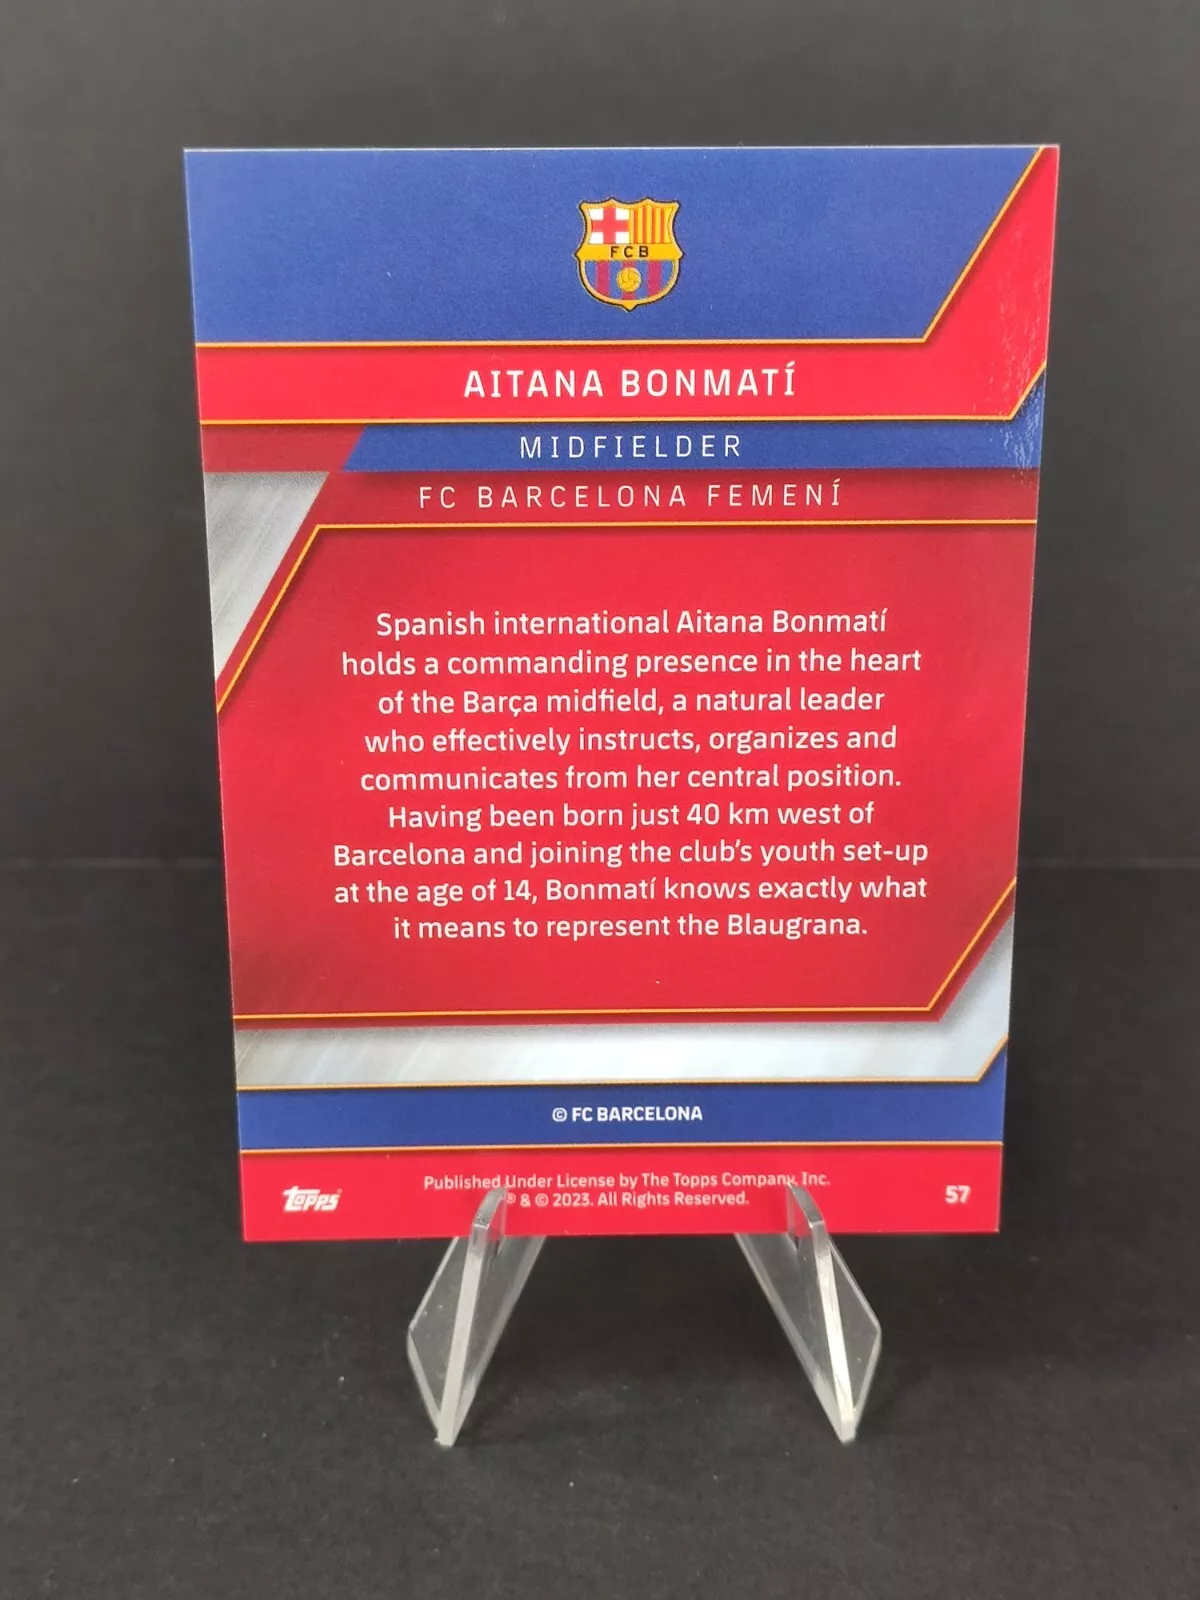 FCB
AITANA BONMATÍ
MIDFIELDER
FC BARCELONA FEMENÍ
Spanish international Aitana Bonmatí
holds a commanding presence in the heart
of the Barça midfield, a natural leader
who effectively instructs, organizes and
communicates from her central position.
Having been born just 40 km west of
Barcelona and joining the club's youth set-up
at the age of 14, Bonmatí knows exactly what
it means to represent the Blaugrana.
© FC BARCELONA
Published Under License by The Topps Company, Inc.
® & © 2023. All Rights Reserved.
topps
57